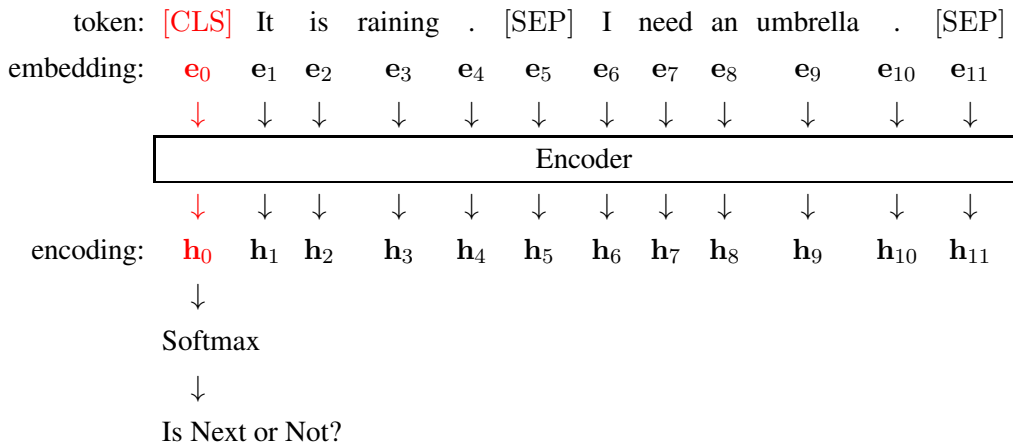 token: [CLS] It is raining . [SEP] I need an umbrella . [SEP]
embedding: e₀ e₁ e₂ e₃ e₄ e₅ e₆ e₇ e₈ e₉ e₁₀ e₁₁
↓ ↓ ↓ ↓ ↓ ↓ ↓ ↓ ↓ ↓ ↓ ↓
Encoder
↓ ↓ ↓ ↓ ↓ ↓ ↓ ↓ ↓ ↓ ↓ ↓
encoding: h₀ h₁ h₂ h₃ h₄ h₅ h₆ h₇ h₈ h₉ h₁₀ h₁₁
↓
Softmax
↓
Is Next or Not?